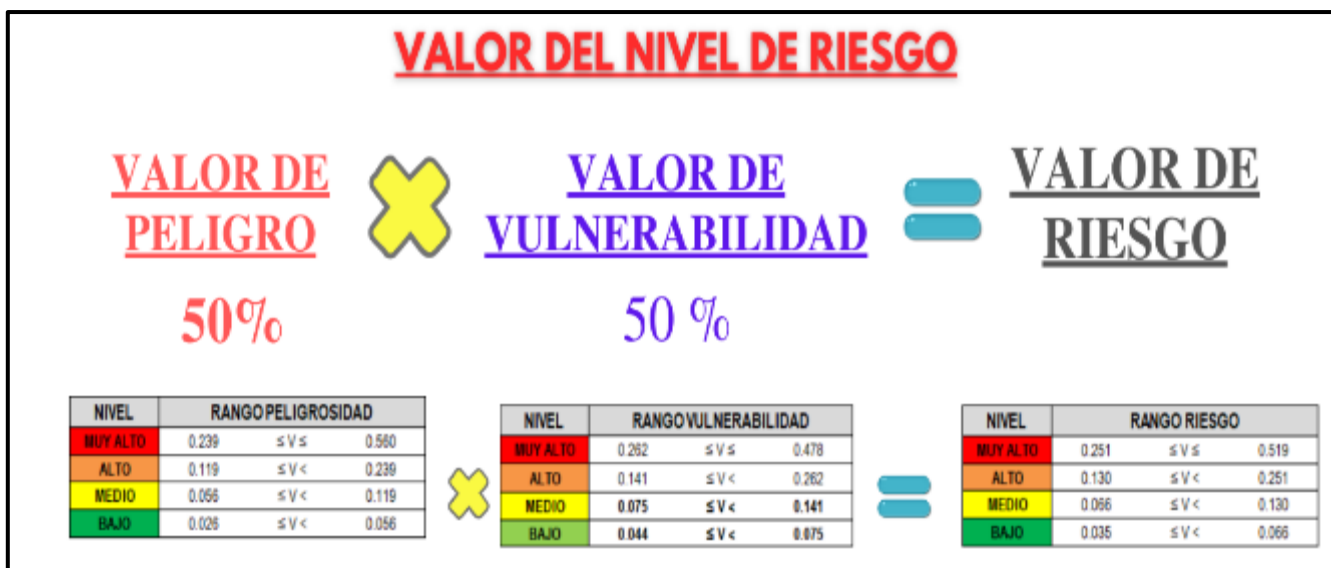 VALOR DEL NIVEL DE RIESGO
VALOR DE
PELIGRO
50%
VALOR DE
VULNERABILIDAD
50 %
VALOR DE
RIESGO
NIVEL RANGO PELIGROSIDAD
MUY ALTO 0.239 ≤ V ≤ 0.560
ALTO 0.119 ≤ V < 0.239
MEDIO 0.056 ≤ V < 0.119
BAJO 0.026 ≤ V < 0.056
NIVEL RANGO VULNERABILIDAD
MUY ALTO 0.262 ≤ V ≤ 0.478
ALTO 0.141 ≤ V < 0.262
MEDIO 0.075 ≤ V < 0.141
BAJO 0.044 ≤ V < 0.075
NIVEL RANGO RIESGO
MUY ALTO 0.251 ≤ V ≤ 0.519
ALTO 0.130 ≤ V < 0.251
MEDIO 0.066 ≤ V < 0.130
BAJO 0.035 ≤ V < 0.066